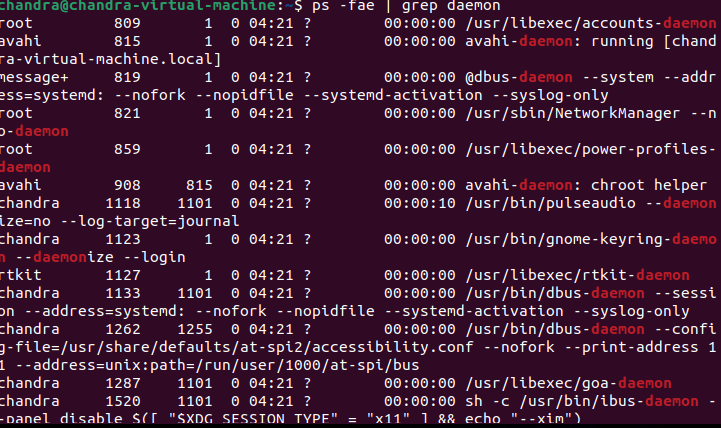 chandra@chandra-virtual-machine:~$ ps -fae | grep daemon
root         809       1  0 04:21 ?        00:00:00 /usr/libexec/accounts-daemon
avahi        815       1  0 04:21 ?        00:00:00 avahi-daemon: running [chand
ra-virtual-machine.local]
message+     819       1  0 04:21 ?        00:00:00 @dbus-daemon --system --addr
ess=systemd: --nofork --nopidfile --systemd-activation --syslog-only
root         821       1  0 04:21 ?        00:00:00 /usr/sbin/NetworkManager --n
o-daemon
root         859       1  0 04:21 ?        00:00:00 /usr/libexec/power-profiles-
daemon
avahi        908     815  0 04:21 ?        00:00:00 avahi-daemon: chroot helper
chandra     1118    1101  0 04:21 ?        00:00:10 /usr/bin/pulseaudio --daemon
ize=no --log-target=journal
chandra     1123       1  0 04:21 ?        00:00:00 /usr/bin/gnome-keyring-daemo
n --daemonize --login
rtkit       1127       1  0 04:21 ?        00:00:00 /usr/libexec/rtkit-daemon
chandra     1133    1101  0 04:21 ?        00:00:00 /usr/bin/dbus-daemon --sessi
on --address=systemd: --nofork --nopidfile --systemd-activation --syslog-only
chandra     1262    1255  0 04:21 ?        00:00:00 /usr/bin/dbus-daemon --confi
g-file=/usr/share/defaults/at-spi2/accessibility.conf --nofork --print-address 1
1 --address=unix:path=/run/user/1000/at-spi/bus
chandra     1287    1101  0 04:21 ?        00:00:00 /usr/libexec/goa-daemon
chandra     1520    1101  0 04:21 ?        00:00:00 sh -c /usr/bin/ibus-daemon -
-panel disable $([ "$XDG_SESSION_TYPE" = "x11" ] && echo "--xim")